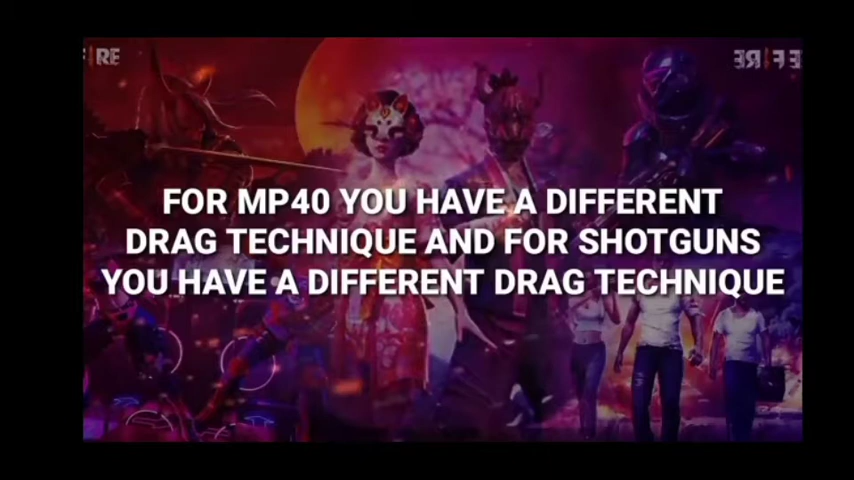 FOR MP40 YOU HAVE A DIFFERENT
DRAG TECHNIQUE AND FOR SHOTGUNS
YOU HAVE A DIFFERENT DRAG TECHNIQUE